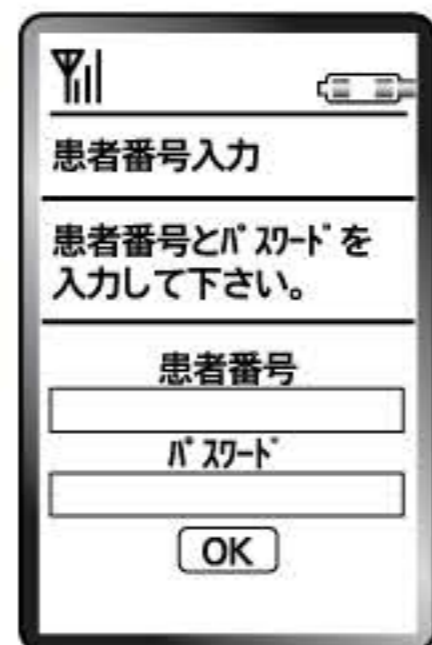 患者番号入力
患者番号とﾊﾟｽﾜｰﾄﾞを
入力して下さい。
患者番号
ﾊﾟｽﾜｰﾄﾞ
OK